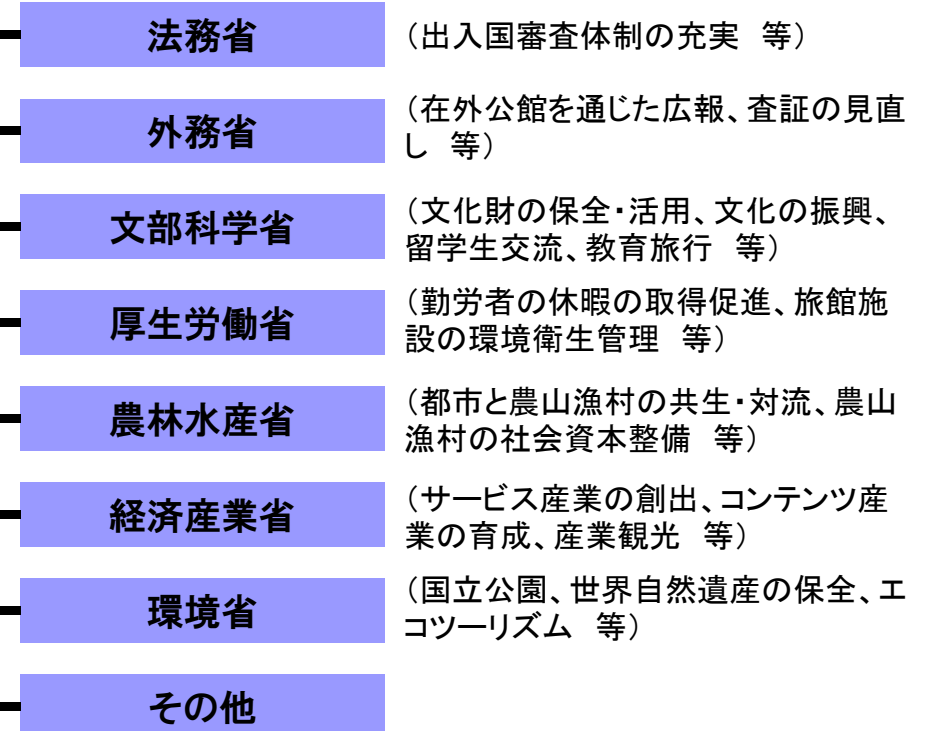 法務省
（出入国審査体制の充実　等）
外務省
（在外公館を通じた広報、査証の見直
し　等）
文部科学省
（文化財の保全・活用、文化の振興、
留学生交流、教育旅行　等）
厚生労働省
（勤労者の休暇の取得促進、旅館施
設の環境衛生管理　等）
農林水産省
（都市と農山漁村の共生・対流、農山
漁村の社会資本整備　等）
経済産業省
（サービス産業の創出、コンテンツ産
業の育成、産業観光　等）
環境省
（国立公園、世界自然遺産の保全、エ
コツーリズム　等）
その他